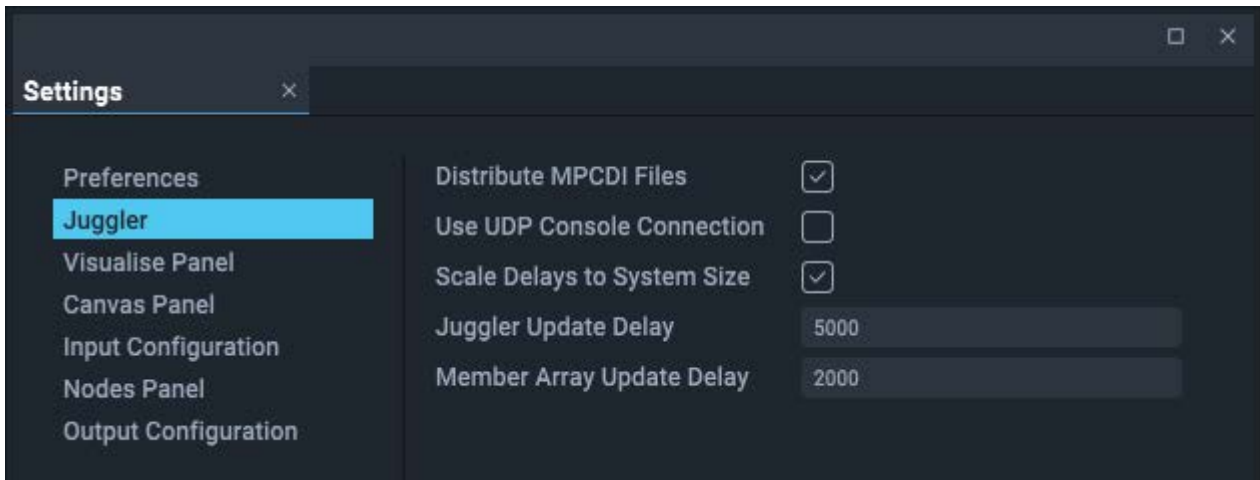 Settings
Preferences
Juggler
Visualise Panel
Canvas Panel
Input Configuration
Nodes Panel
Output Configuration
Distribute MPCDI Files
Use UDP Console Connection
Scale Delays to System Size
Juggler Update Delay 5000
Member Array Update Delay 2000